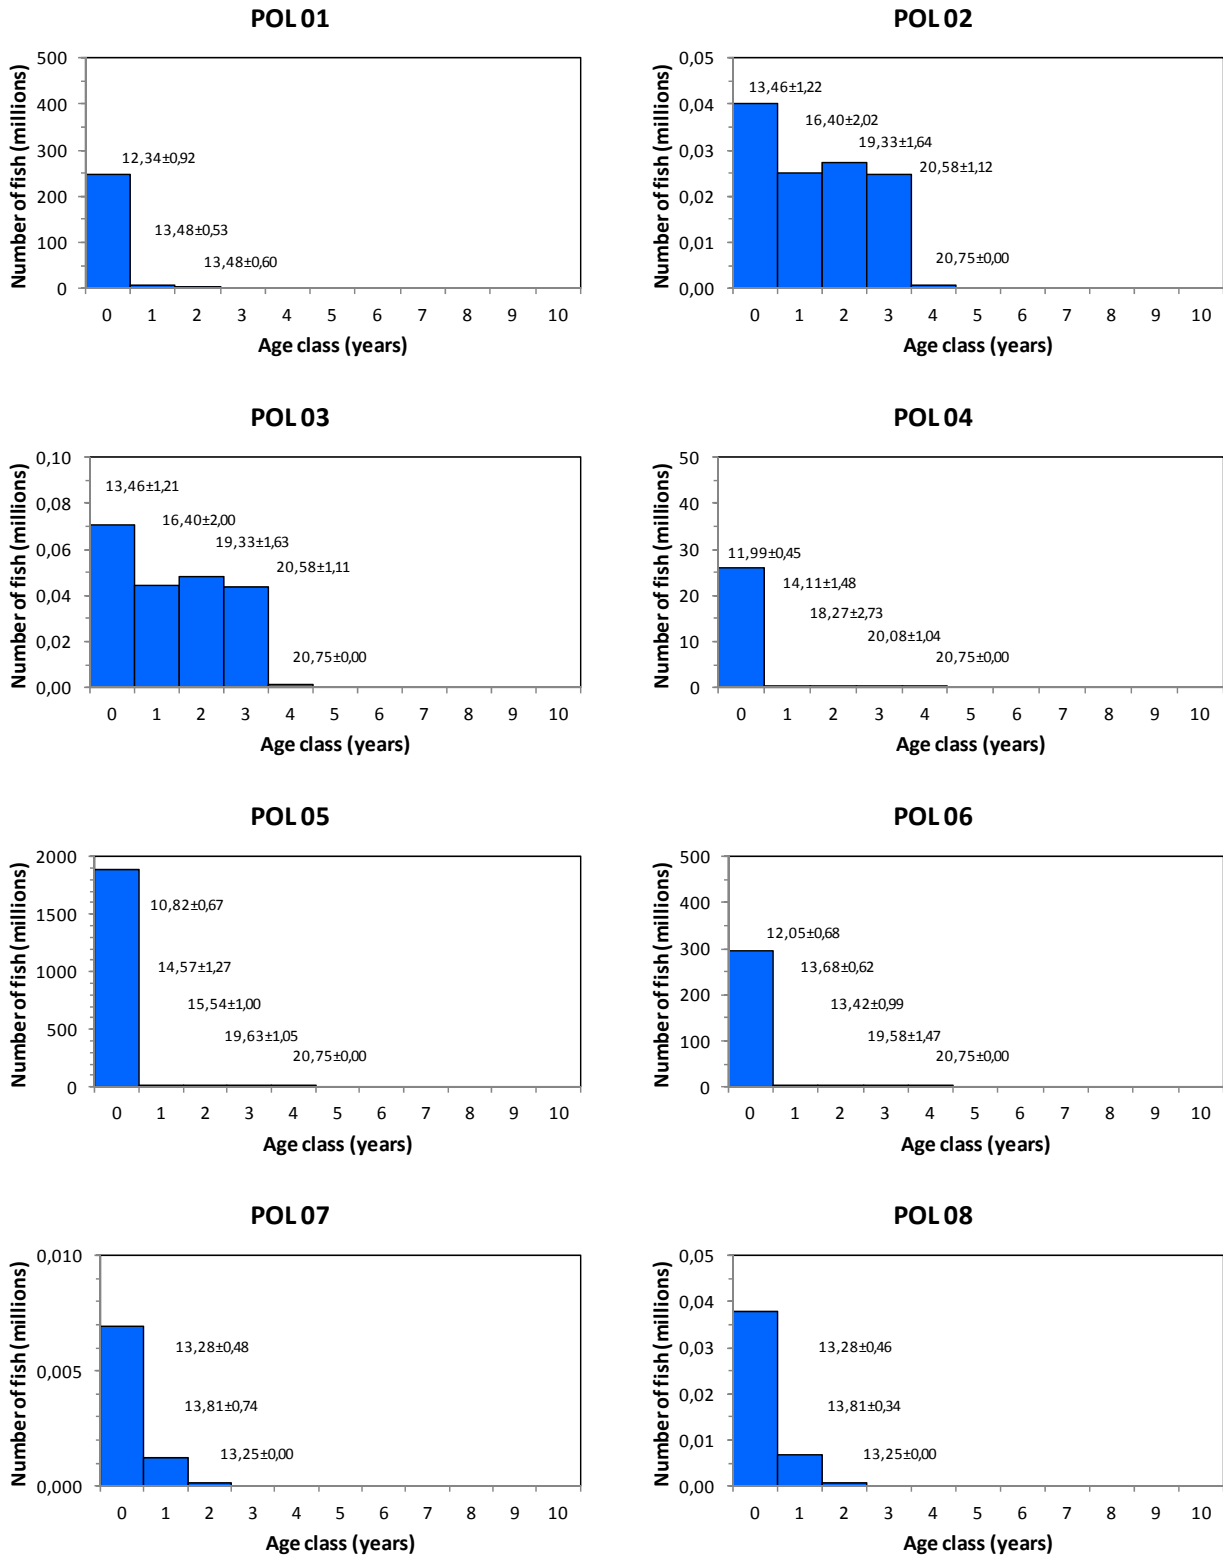 POL 01
Number of fish (millions)
500
400
300
200
100
0
12,34±0,92
13,48±0,53
13,48±0,60
0 1 2 3 4 5 6 7 8 9 10
Age class (years)
POL 02
Number of fish (millions)
0,05
0,04
0,03
0,02
0,01
0,00
13,46±1,22
16,40±2,02
19,33±1,64
20,58±1,12
20,75±0,00
0 1 2 3 4 5 6 7 8 9 10
Age class (years)
POL 03
Number of fish (millions)
0,10
0,08
0,06
0,04
0,02
0,00
13,46±1,21
16,40±2,00
19,33±1,63
20,58±1,11
20,75±0,00
0 1 2 3 4 5 6 7 8 9 10
Age class (years)
POL 04
Number of fish (millions)
50
40
30
20
10
0
11,99±0,45
14,11±1,48
18,27±2,73
20,08±1,04
20,75±0,00
0 1 2 3 4 5 6 7 8 9 10
Age class (years)
POL 05
Number of fish (millions)
2000
1500
1000
500
0
10,82±0,67
14,57±1,27
15,54±1,00
19,63±1,05
20,75±0,00
0 1 2 3 4 5 6 7 8 9 10
Age class (years)
POL 06
Number of fish (millions)
500
400
300
200
100
0
12,05±0,68
13,68±0,62
13,42±0,99
19,58±1,47
20,75±0,00
0 1 2 3 4 5 6 7 8 9 10
Age class (years)
POL 07
Number of fish (millions)
0,010
0,005
0,000
13,28±0,48
13,81±0,74
13,25±0,00
0 1 2 3 4 5 6 7 8 9 10
Age class (years)
POL 08
Number of fish (millions)
0,05
0,04
0,03
0,02
0,01
0,00
13,28±0,46
13,81±0,34
13,25±0,00
0 1 2 3 4 5 6 7 8 9 10
Age class (years)